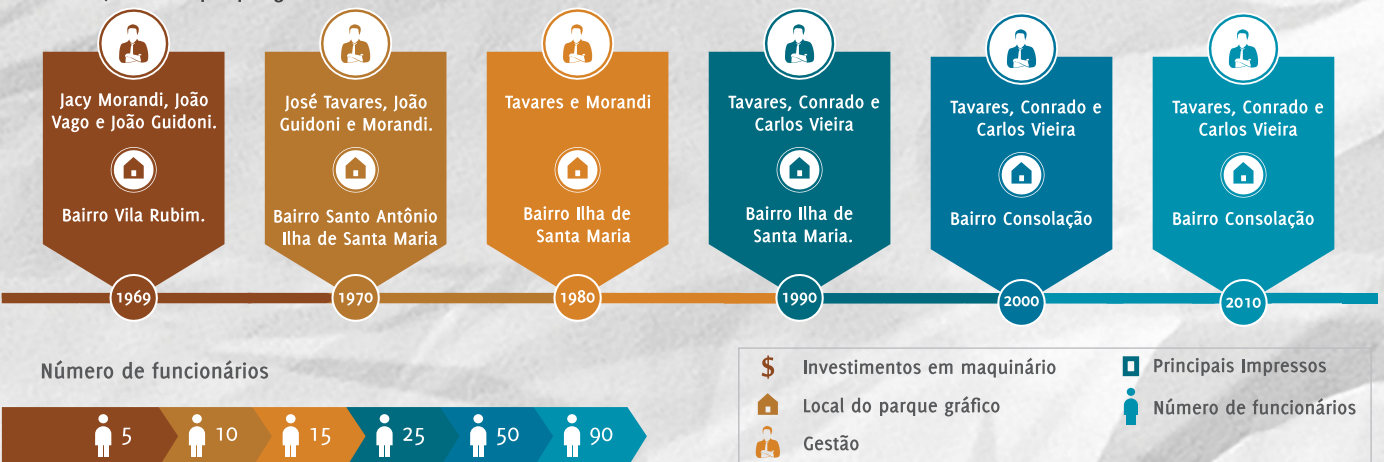 Jacy Morandi, João
Vago e João Guidoni.
Bairro Vila Rubim.
1969
José Tavares, João
Guidoni e Morandi.
Bairro Santo Antônio
Ilha de Santa Maria
1970
Tavares e Morandi
Bairro Ilha de
Santa Maria
1980
Tavares, Conrado e
Carlos Vieira
Bairro Ilha de
Santa Maria.
1990
Tavares, Conrado e
Carlos Vieira
Bairro Consolação
2000
Tavares, Conrado e
Carlos Vieira
Bairro Consolação
2010
Número de funcionários
5
10
15
25
50
90
$ Investimentos em maquinário
Local do parque gráfico
Gestão
Principais Impressos
Número de funcionários